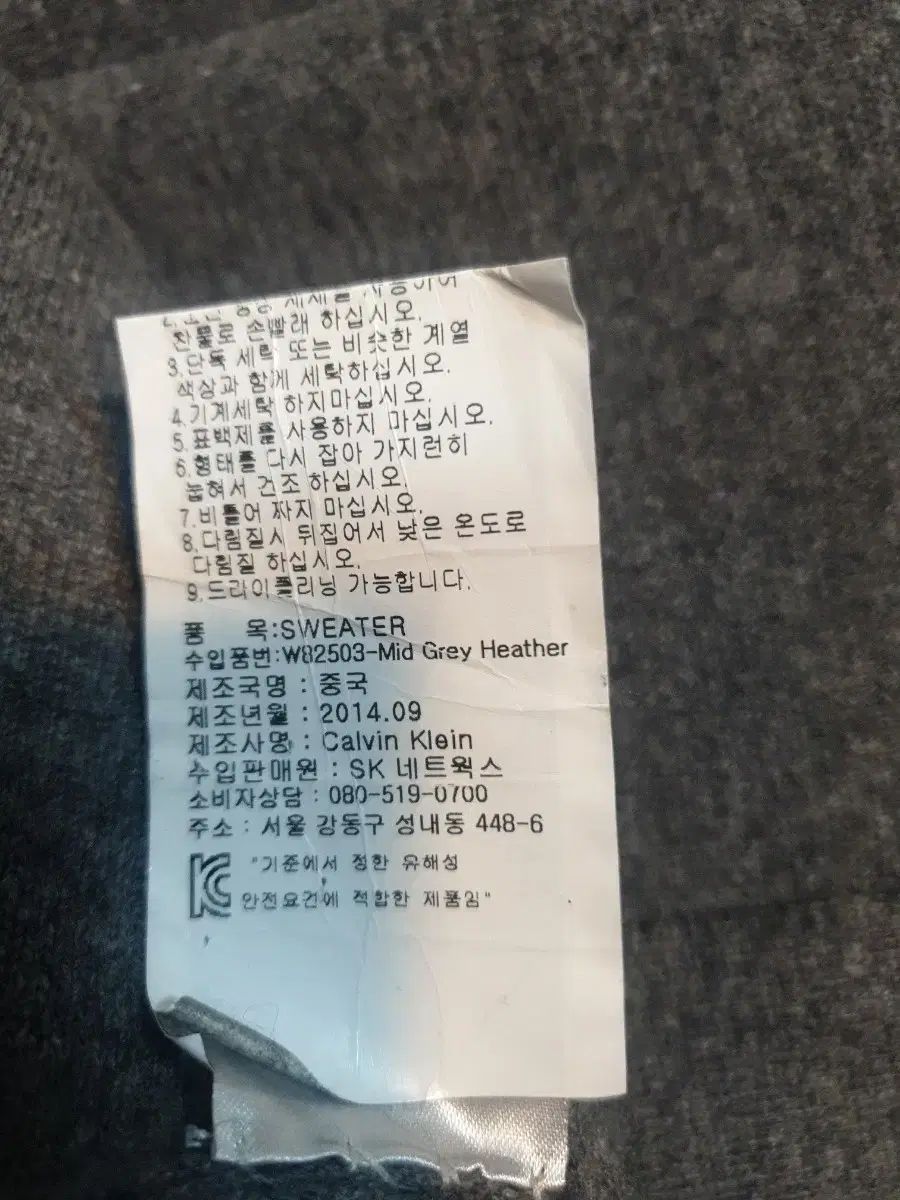 찬물로 손빨래 하십시오.
3.단독 세탁 또는 비슷한 계열
색상과 함께 세탁하십시오.
4.기계세탁 하지마십시오.
5.표백제를 사용하지 마십시오.
6.형태를 다시 잡아 가지런히
눕혀서 건조 하십시오.
7.비틀어 짜지 마십시오.
8.다림질시 뒤집어서 낮은 온도로
다림질 하십시오.
9.드라이클리닝 가능합니다.
품 목:SWEATER
수입품번:W82503-Mid Grey Heather
제조국명 : 중국
제조년월 : 2014.09
제조사명 : Calvin Klein
수입판매원 : SK 네트웍스
소비자상담 : 080-519-0700
주소 : 서울 강동구 성내동 448-6
"기준에서 정한 유해성
안전요건에 적합한 제품임"